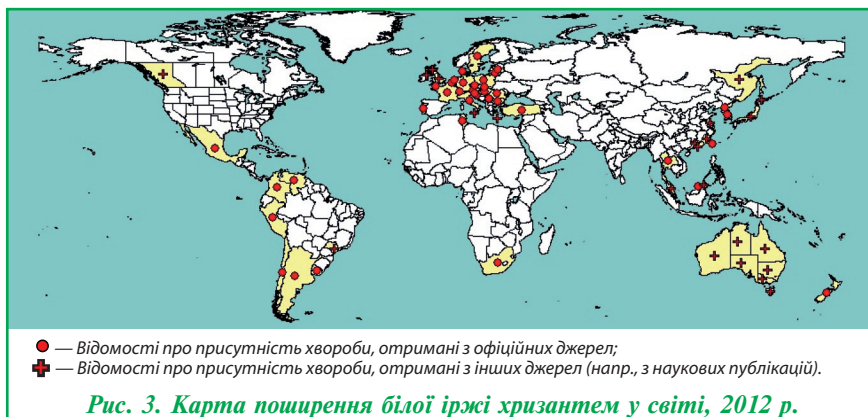 — Відомості про присутність хвороби, отримані з офіційних джерел;
— Відомості про присутність хвороби, отримані з інших джерел (напр., з наукових публікацій).
Рис. 3. Карта поширення білої іржі хризантем у світі, 2012 р.